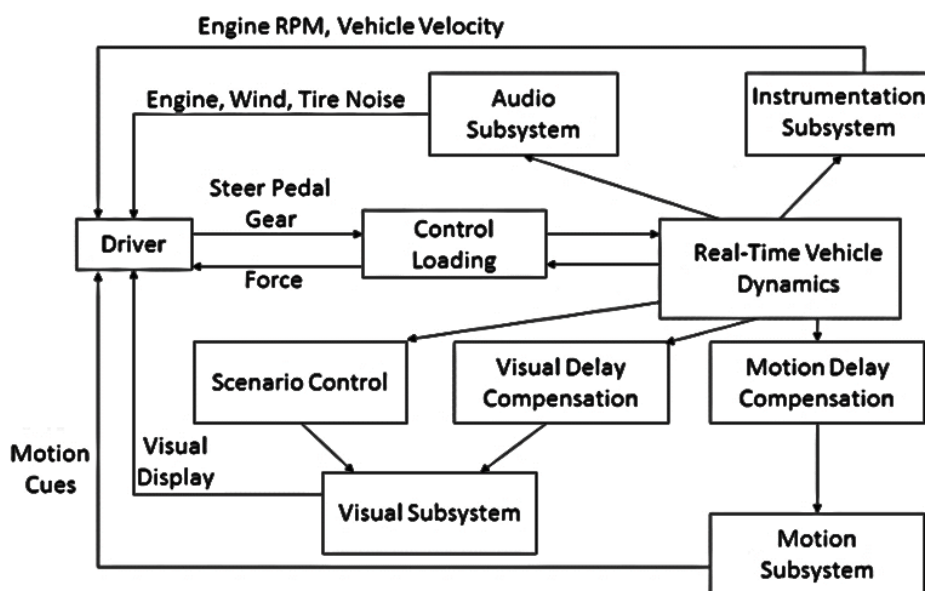 Engine RPM, Vehicle Velocity
Engine, Wind, Tire Noise
Audio
Subsystem
Instrumentation
Subsystem
Steer Pedal
Gear
Driver
Control
Loading
Real-Time Vehicle
Dynamics
Force
Scenario Control
Visual Delay
Compensation
Motion Delay
Compensation
Motion
Cues
Visual
Display
Visual Subsystem
Motion
Subsystem